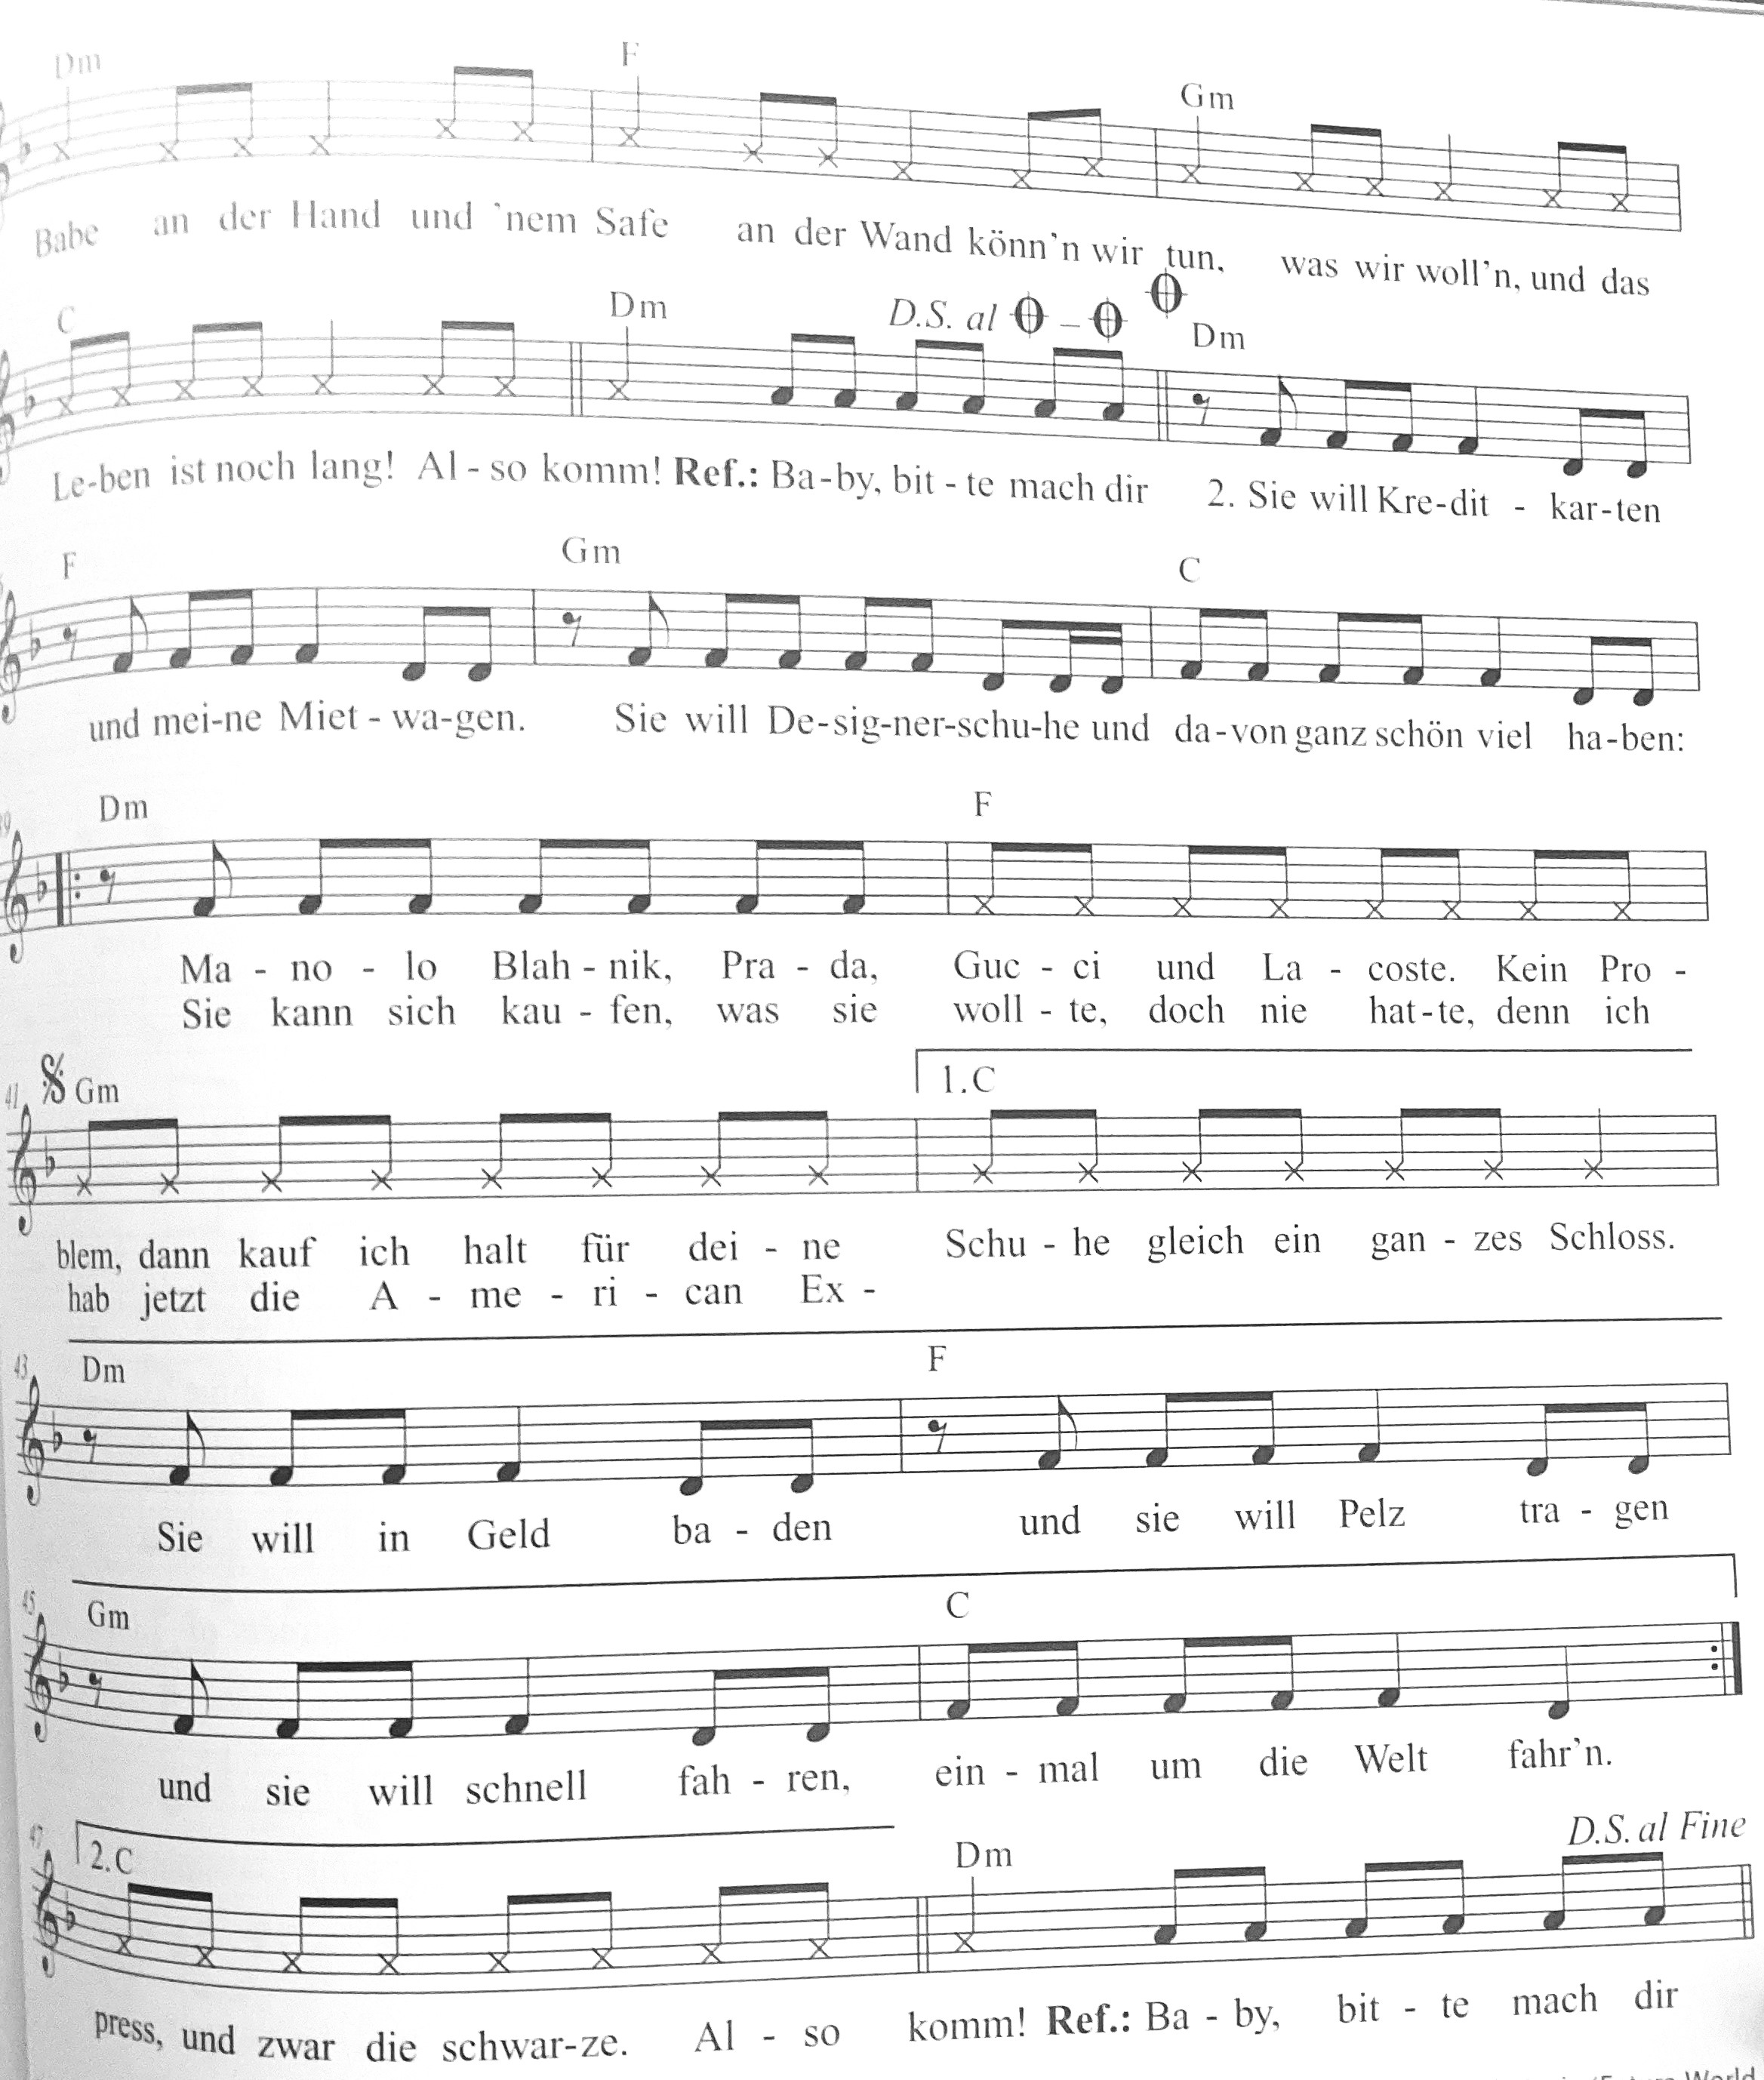 Dm F Gm
Babe an der Hand und 'nem Safe an der Wand könn'n wir tun, was wir woll'n, und das
C Dm D.S. al – Dm
Le-ben ist noch lang! Al - so komm! Ref.: Ba-by, bit - te mach dir 2. Sie will Kre-dit - kar-ten
F Gm C
und mei-ne Miet - wa-gen. Sie will De-sig-ner-schu-he und da-von ganz schön viel ha-ben:
Dm F
Ma - no - lo Blah - nik, Pra - da, Guc - ci und La - coste. Kein Pro -
Sie kann sich kau - fen, was sie woll - te, doch nie hat-te, denn ich
41 Gm 1. C
blem, dann kauf ich halt für dei - ne Schu - he gleich ein gan - zes Schloss.
hab jetzt die A - me - ri - can Ex -
43 Dm F
Sie will in Geld ba - den und sie will Pelz tra - gen
45 Gm C
und sie will schnell fah - ren, ein - mal um die Welt fahr'n.
47 2. C Dm D.S. al Fine
press, und zwar die schwar-ze. Al - so komm! Ref.: Ba - by, bit - te mach dir
World